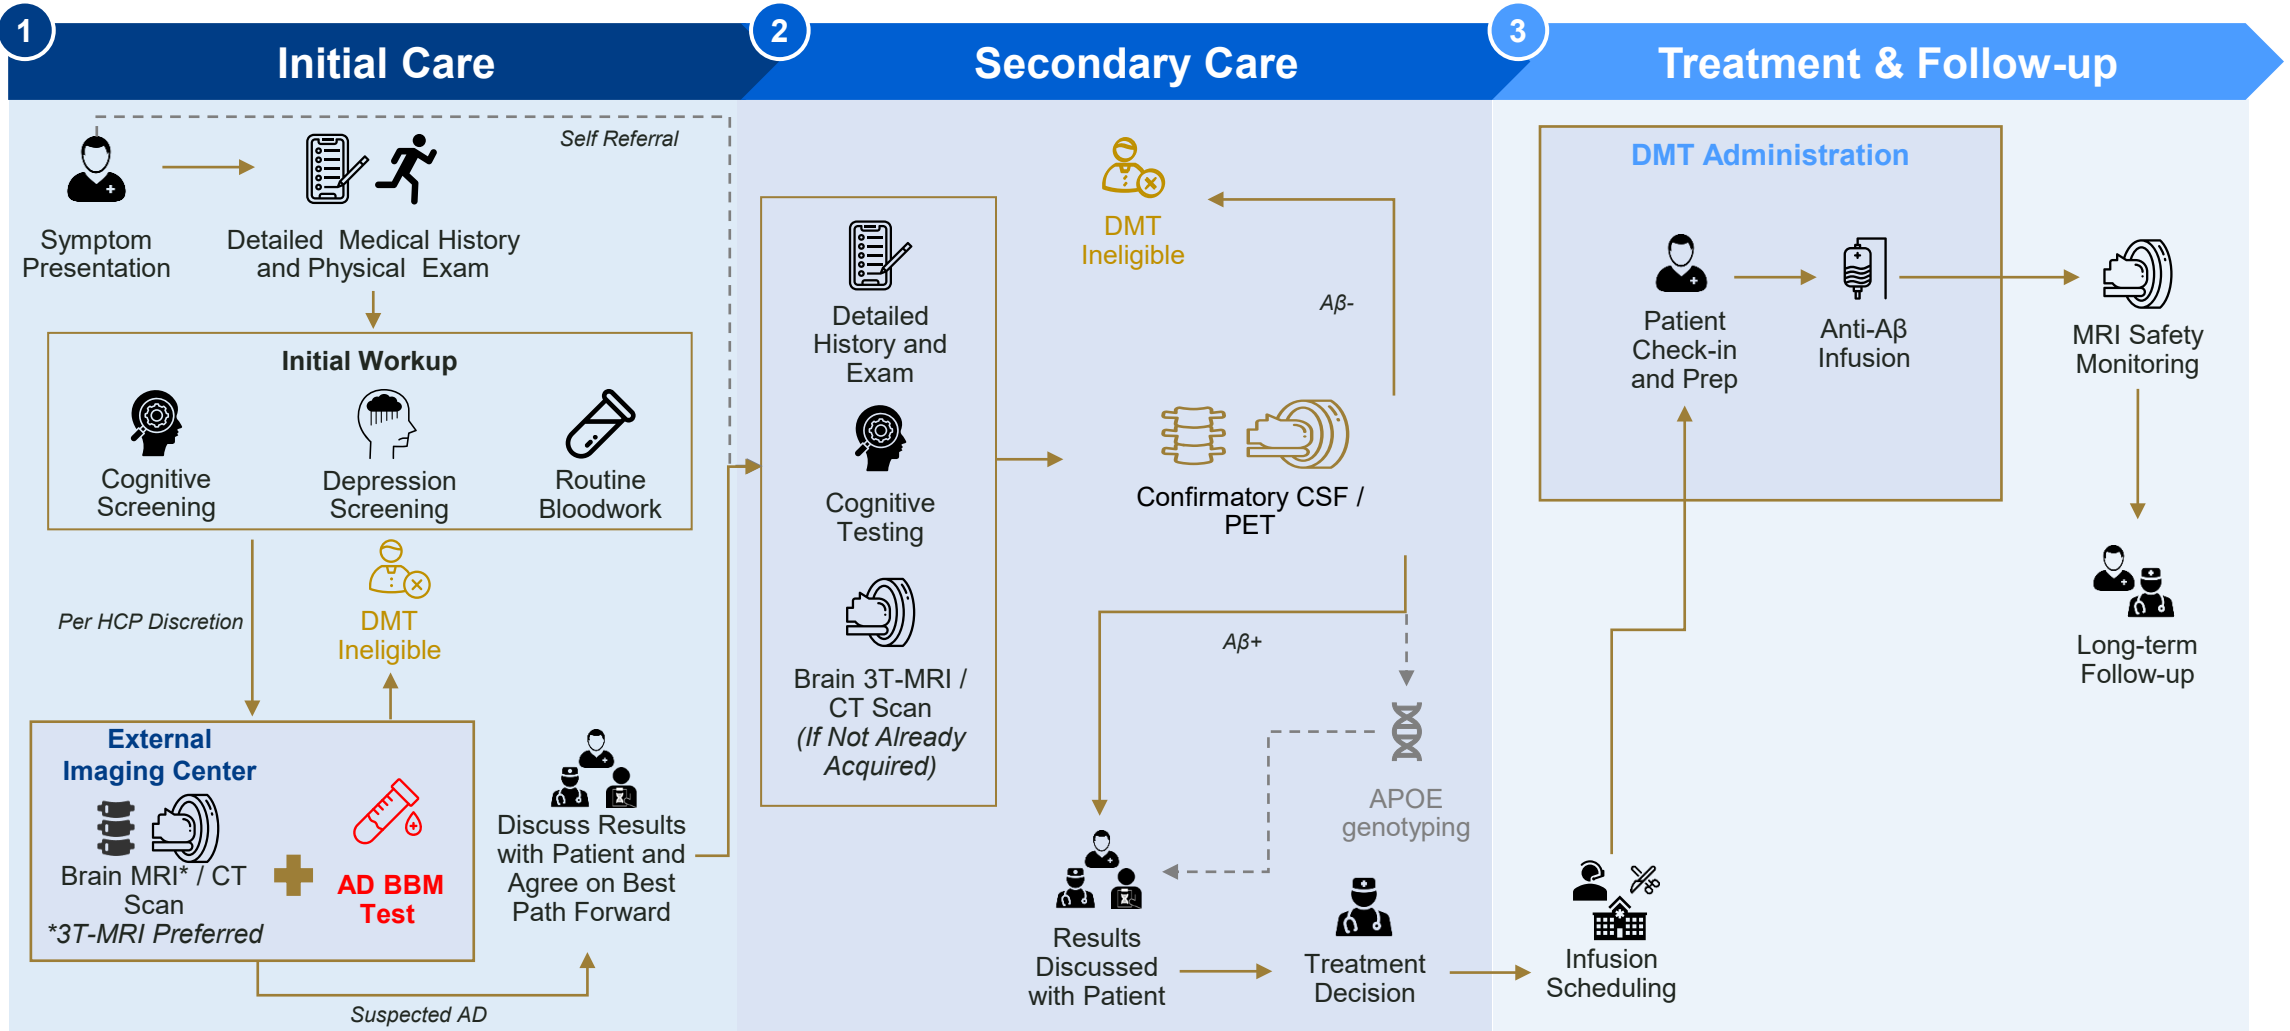 1
Initial Care
2
Secondary Care
3
Treatment & Follow-up
Self Referral
Symptom
Presentation
Detailed Medical History
and Physical Exam
Initial Workup
Cognitive
Screening
Depression
Screening
Routine
Bloodwork
Per HCP Discretion
DMT
Ineligible
External
Imaging Center
Brain MRI* / CT
Scan
*3T-MRI Preferred
AD BBM
Test
Suspected AD
Discuss Results
with Patient and
Agree on Best
Path Forward
Detailed
History and
Exam
Cognitive
Testing
Brain 3T-MRI /
CT Scan
(If Not Already
Acquired)
DMT
Ineligible
Aβ-
Confirmatory CSF /
PET
Aβ+
APOE
genotyping
Results
Discussed
with Patient
Treatment
Decision
Infusion
Scheduling
DMT Administration
Patient
Check-in
and Prep
Anti-Aβ
Infusion
MRI Safety
Monitoring
Long-term
Follow-up